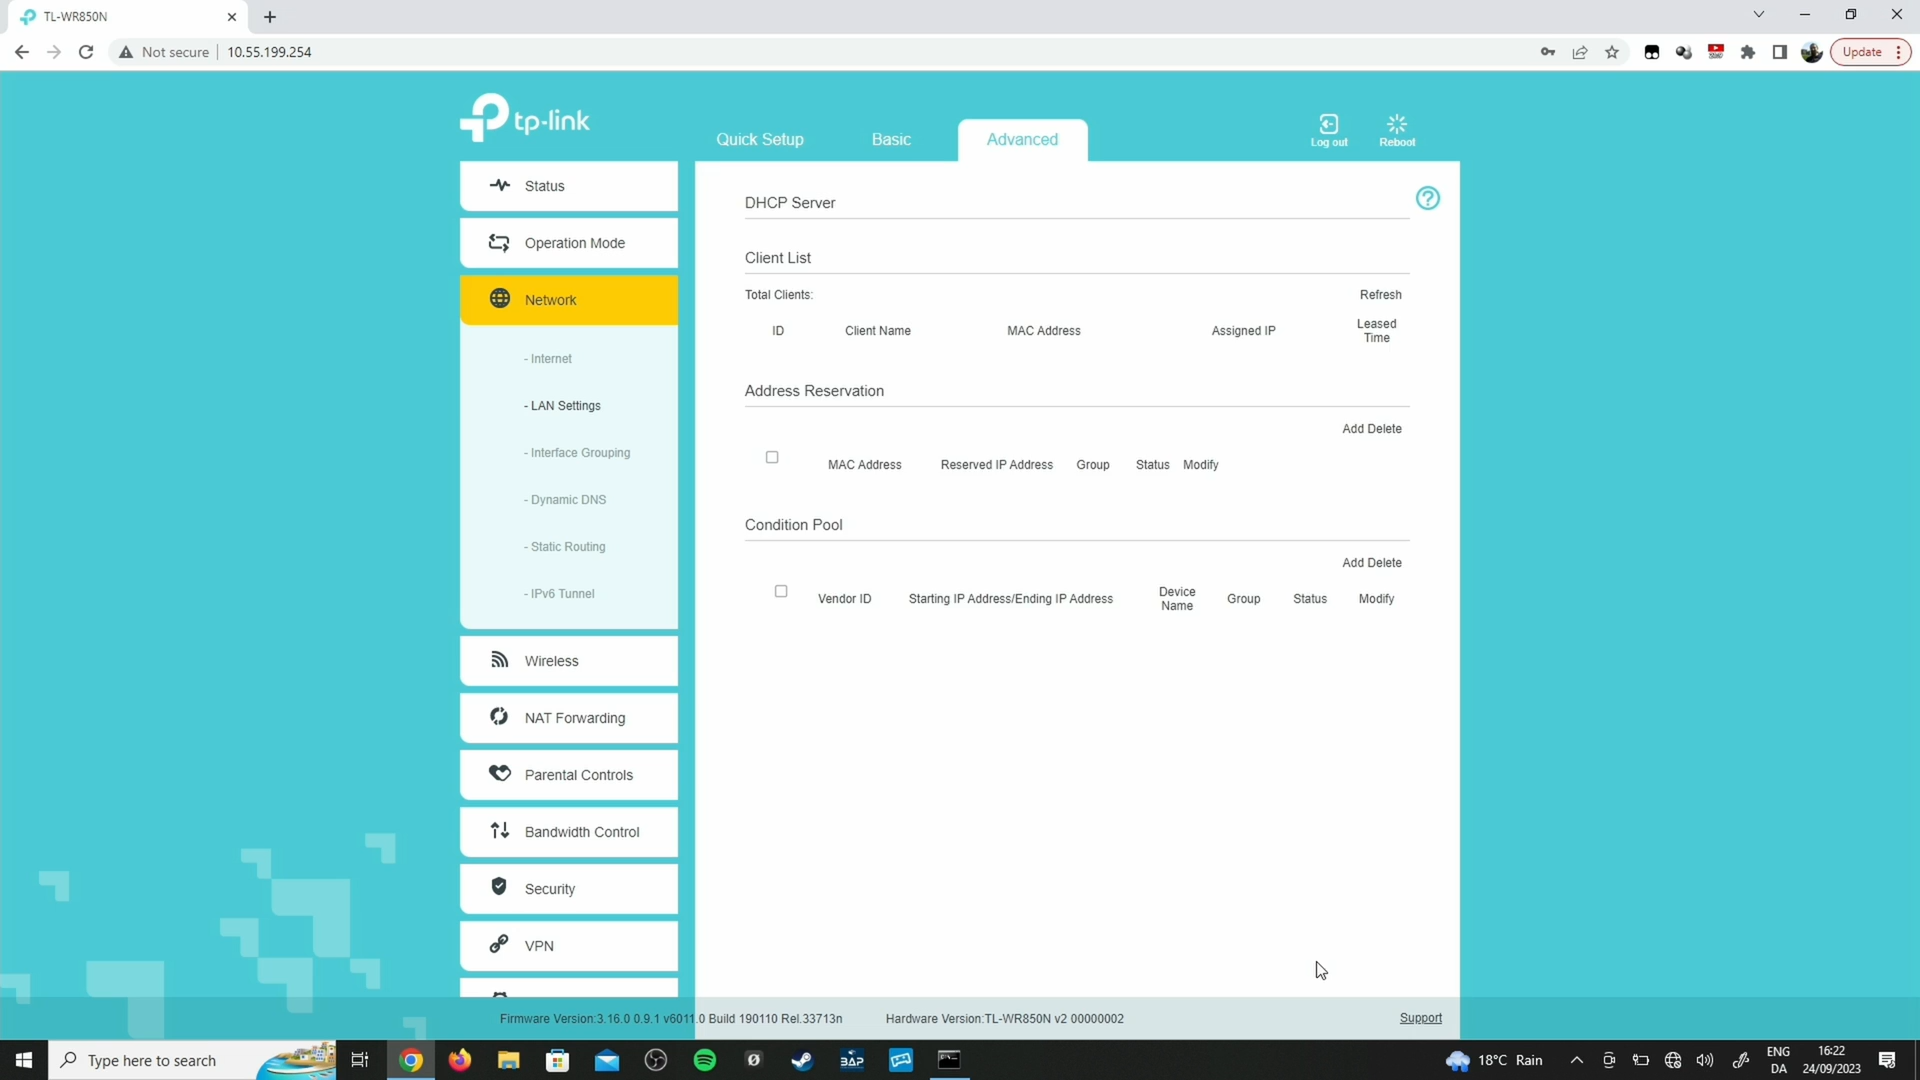 TL-WR850N
Not secure
10.55.199.254
Update
tp-link
Quick Setup
Basic
Advanced
Log out
Reboot
Status
Operation Mode
Network
- Internet
- LAN Settings
- Interface Grouping
- Dynamic DNS
- Static Routing
- IPv6 Tunnel
Wireless
NAT Forwarding
Parental Controls
Bandwidth Control
Security
VPN
DHCP Server
Client List
Total Clients:
Refresh
ID
Client Name
MAC Address
Assigned IP
Leased
Time
Address Reservation
Add Delete
MAC Address
Reserved IP Address
Group
Status
Modify
Condition Pool
Add Delete
Vendor ID
Starting IP Address/Ending IP Address
Device
Name
Group
Status
Modify
Firmware Version:3.16.0 0.9.1 v6011.0 Build 190110 Rel.33713n
Hardware Version:TL-WR850N v2 00000002
Support
Type here to search
BAP
18°C Rain
ENG
DA
16:22
24/09/2023